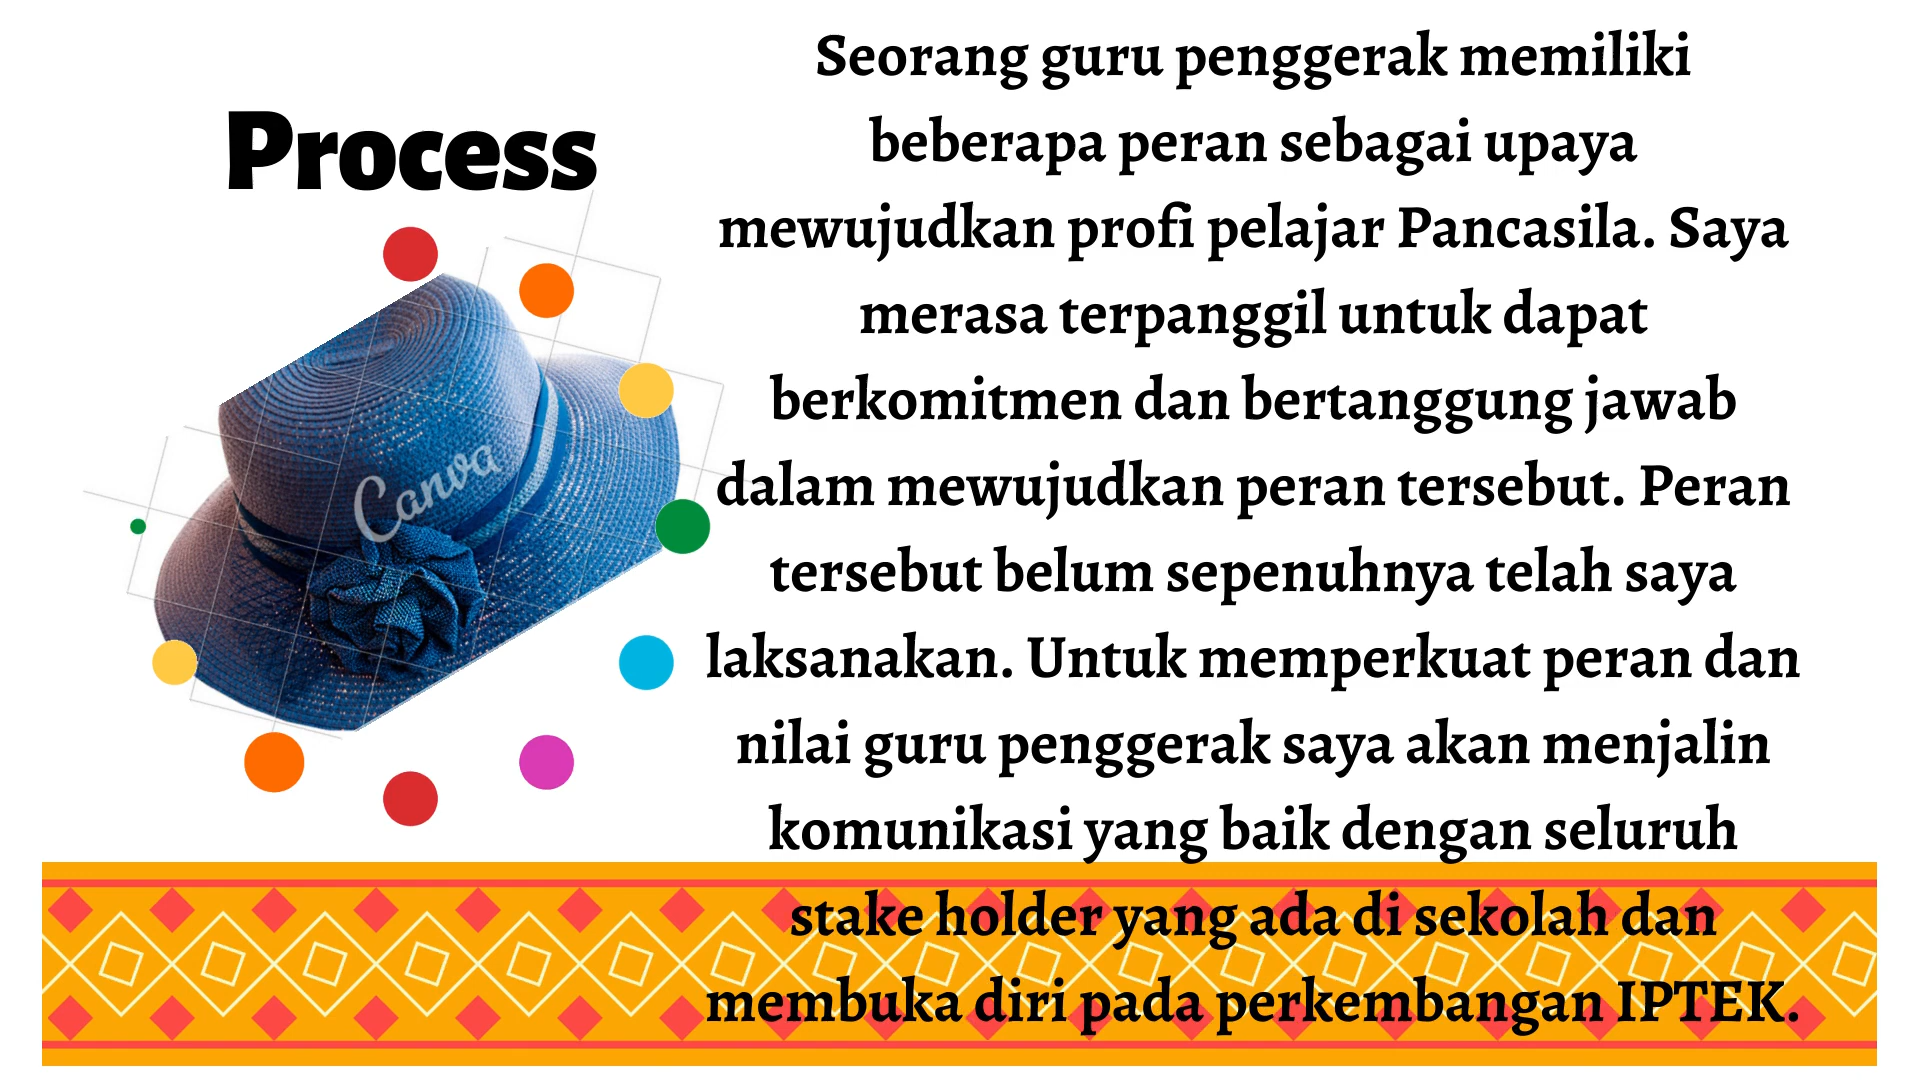 Process
Canva
Seorang guru penggerak memiliki
beberapa peran sebagai upaya
mewujudkan profi pelajar Pancasila. Saya
merasa terpanggil untuk dapat
berkomitmen dan bertanggung jawab
dalam mewujudkan peran tersebut. Peran
tersebut belum sepenuhnya telah saya
laksanakan. Untuk memperkuat peran dan
nilai guru penggerak saya akan menjalin
komunikasi yang baik dengan seluruh
stake holder yang ada di sekolah dan
membuka diri pada perkembangan IPTEK.